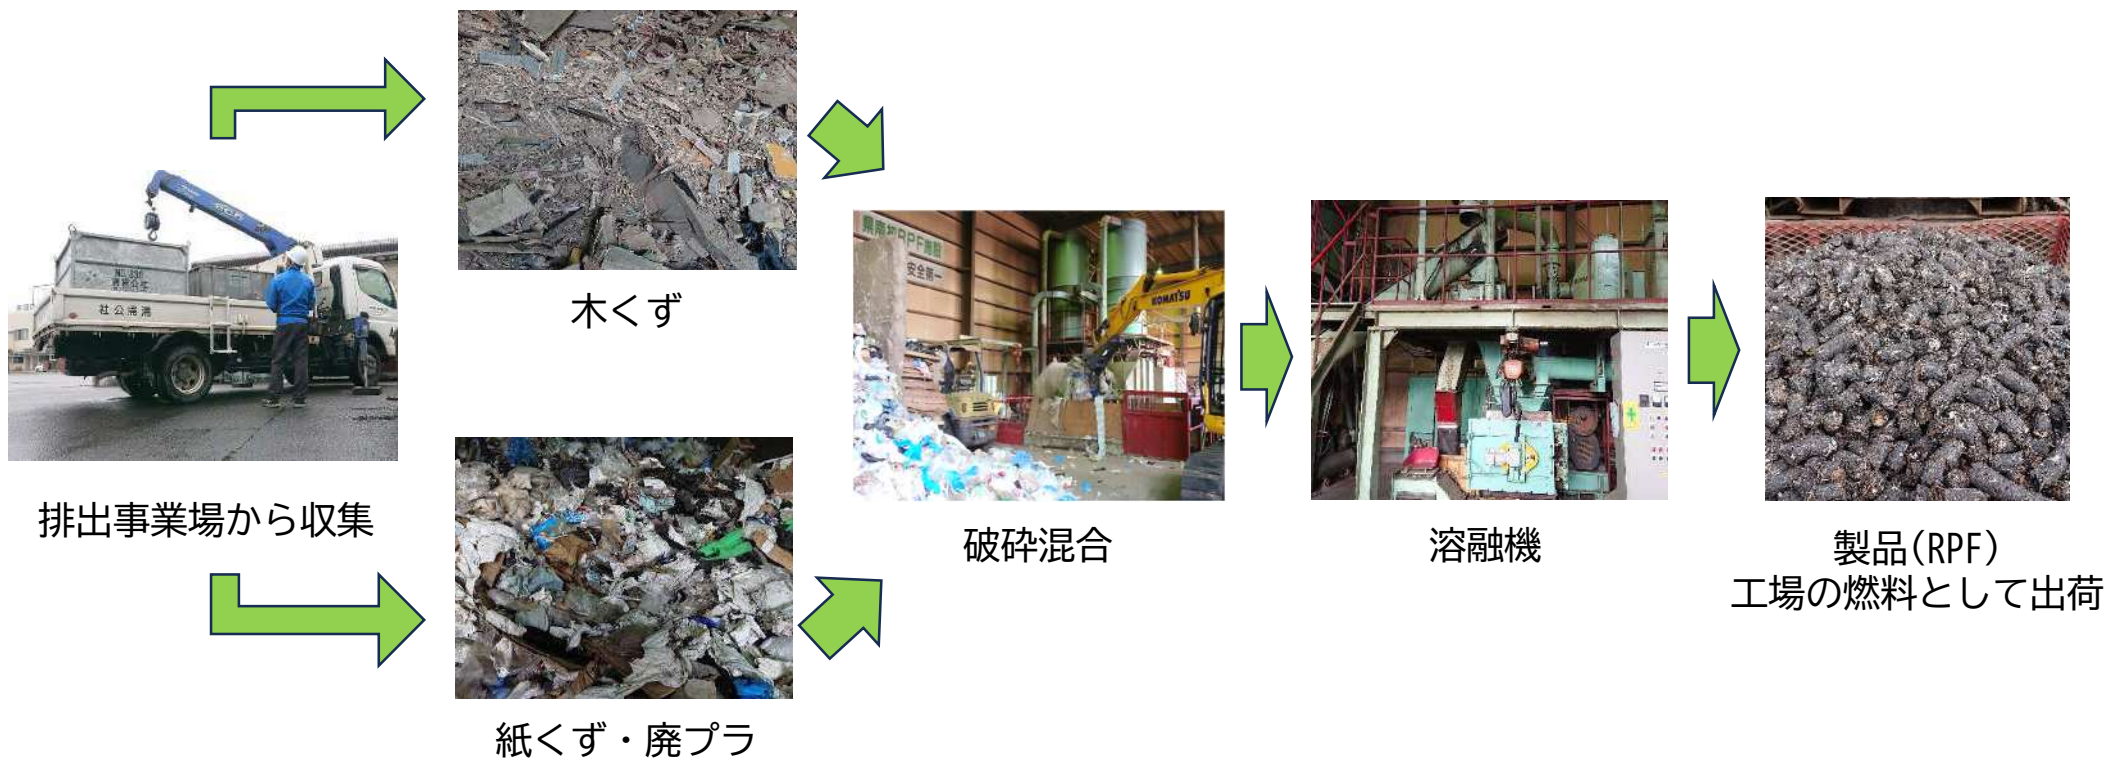 排出事業場から収集
木くず
紙くず・廃プラ
安全第一
KOMATSU
破砕混合
溶融機
製品(RPF)
工場の燃料として出荷